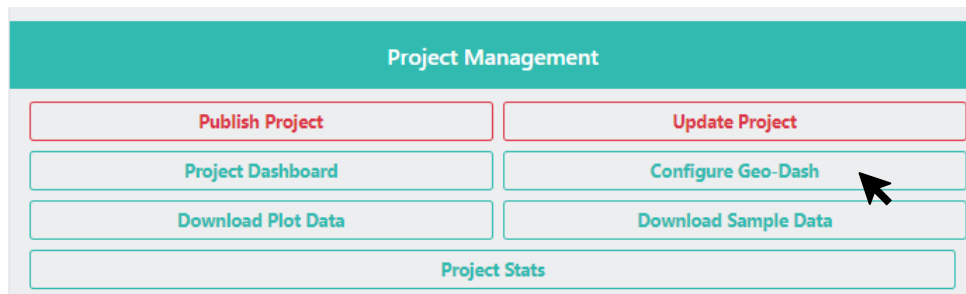 Project Management
Publish Project
Update Project
Project Dashboard
Configure Geo-Dash
Download Plot Data
Download Sample Data
Project Stats